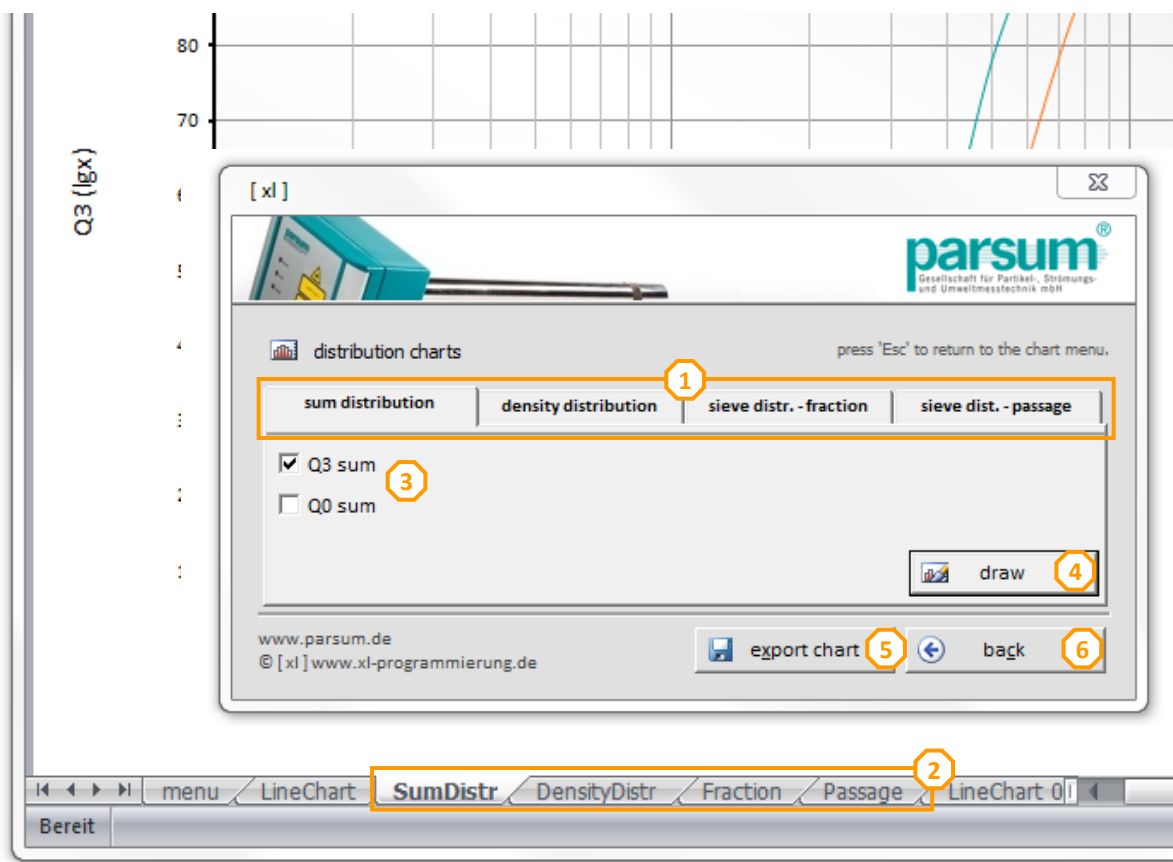 80
70
Q3 (lgx)
[ xl ]
parsum®
Gesellschaft für Partikel-, Strömungs-
und Umweltmesstechnik mbH
distribution charts
press 'Esc' to return to the chart menu.
1
sum distribution
density distribution
sieve distr. - fraction
sieve dist. - passage
Q3 sum
3
Q0 sum
draw
4
www.parsum.de
© [ xl ] www.xl-programmierung.de
export chart
5
back
6
2
menu
LineChart
SumDistr
DensityDistr
Fraction
Passage
LineChart 0
Bereit